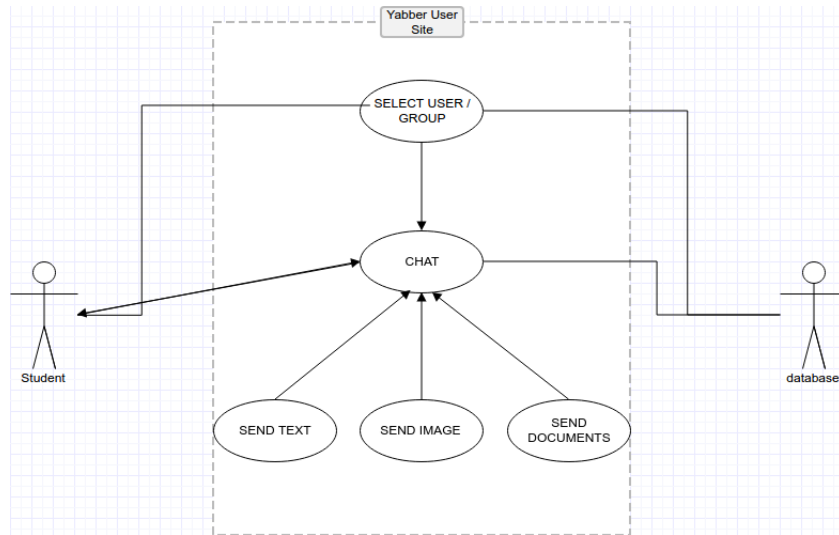 Yabber User
Site
SELECT USER /
GROUP
CHAT
Student
database
SEND TEXT
SEND IMAGE
SEND
DOCUMENTS